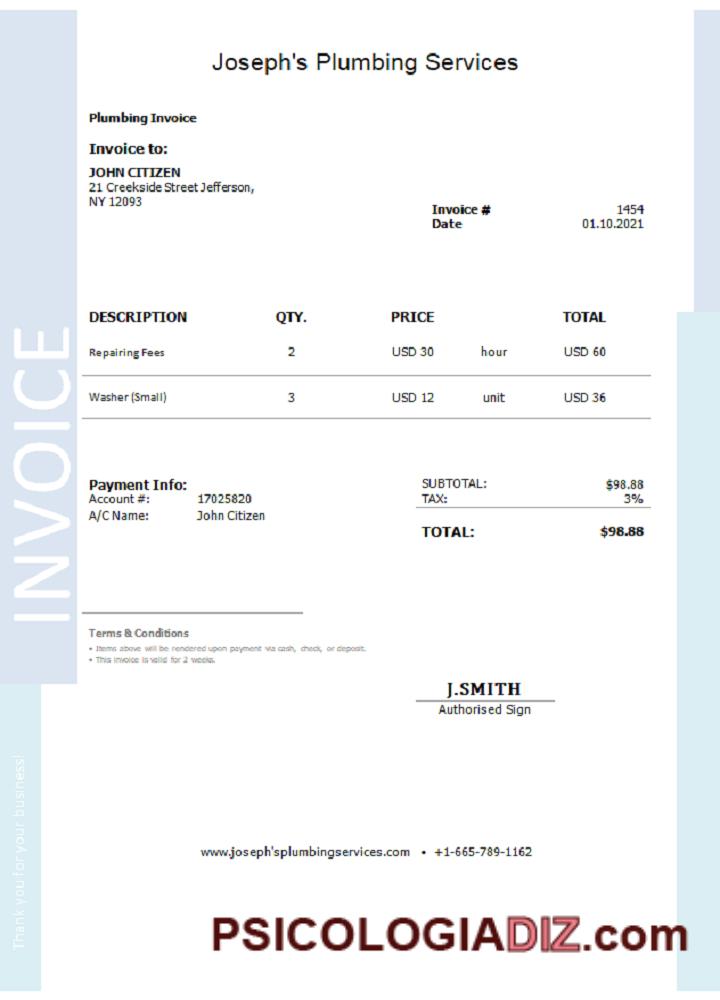 Joseph's Plumbing Services
Plumbing Invoice
Invoice to:
JOHN CITIZEN
21 Creekside Street Jefferson,
NY 12093
Invoice # 1454
Date 01.10.2021
INVOICE
DESCRIPTION QTY. PRICE TOTAL
Repairing Fees 2 USD 30 hour USD 60
Washer (Small) 3 USD 12 unit USD 36
Payment Info:
Account #: 17025820
A/C Name: John Citizen
SUBTOTAL: $98.88
TAX: 3%
TOTAL: $98.88
Terms & Conditions
• Items above will be rendered upon payment via cash, check, or deposit.
• This invoice is valid for 2 weeks.
J.SMITH
Authorised Sign
Thank you for your business!
www.joseph'splumbingservices.com • +1-665-789-1162
PSICOLOGIADIZ.com